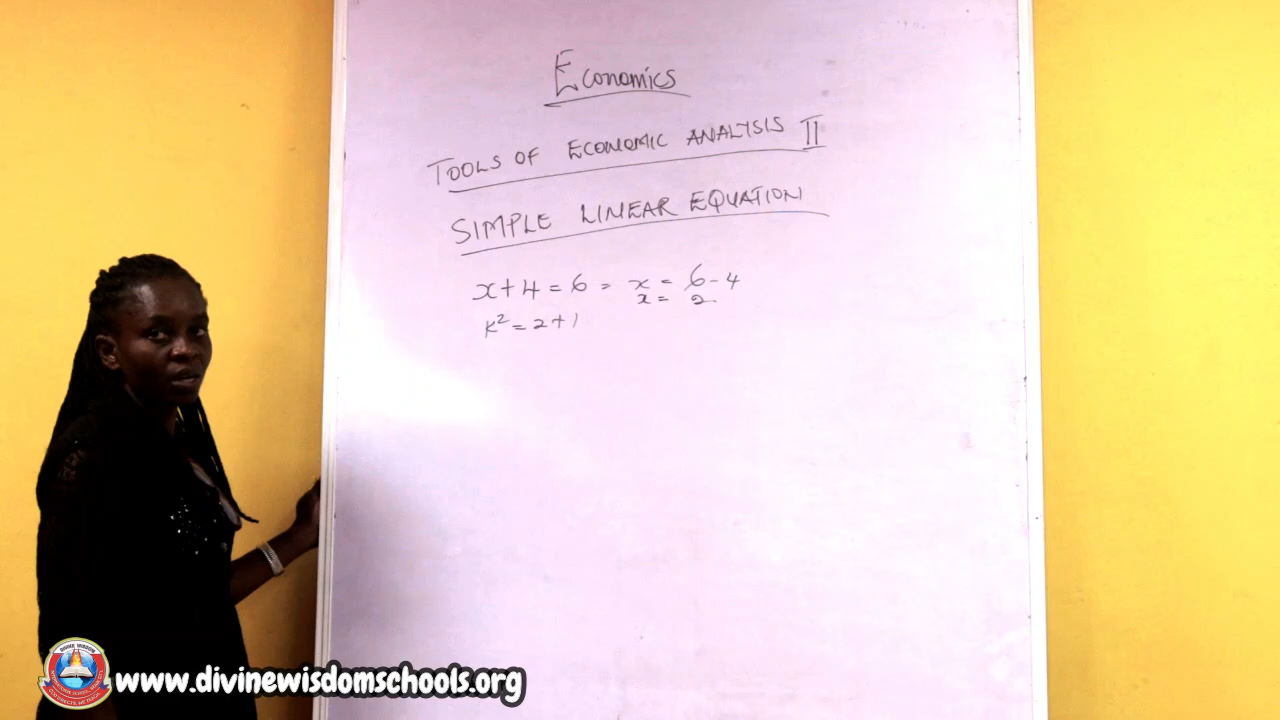 Economics
TOOLS OF ECONOMIC ANALYSIS II
SIMPLE LINEAR EQUATION
x+4=6 = x = 6-4
x = 2
K²=2+1
www.divinewisdomschools.org